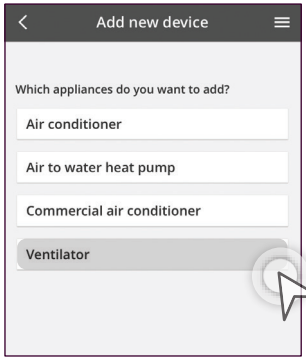 Add new device
Which appliances do you want to add?
Air conditioner
Air to water heat pump
Commercial air conditioner
Ventilator